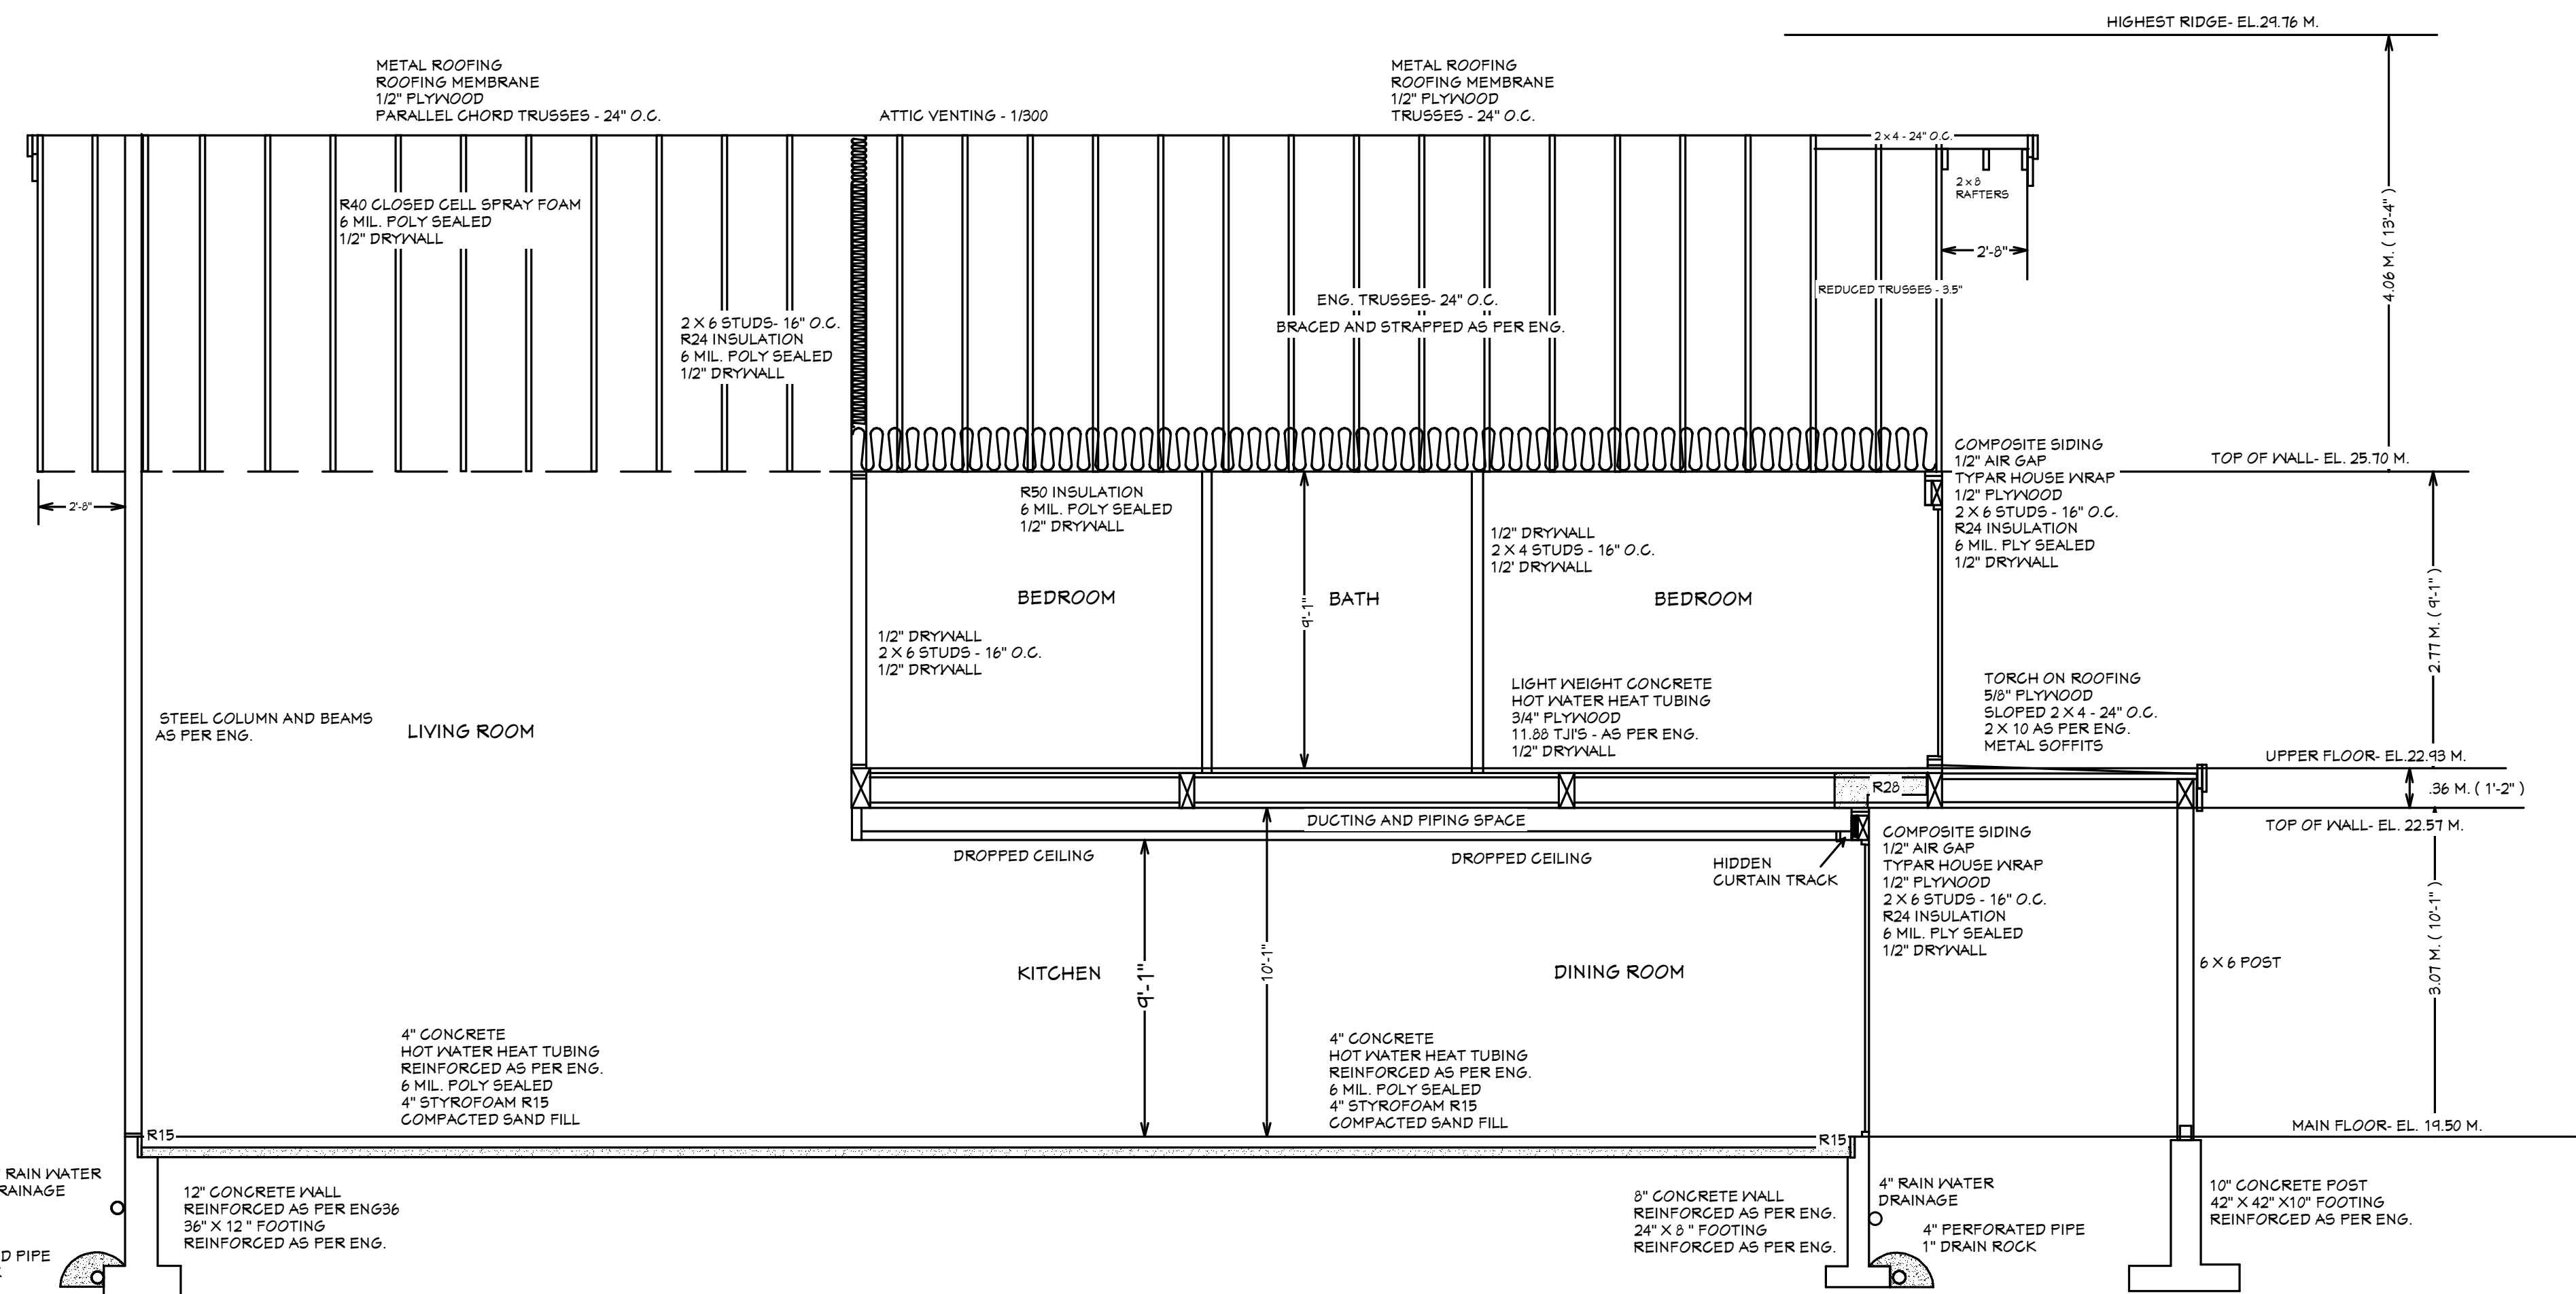 HIGHEST RIDGE- EL.29.76 M.
METAL ROOFING
ROOFING MEMBRANE
1/2" PLYWOOD
PARALLEL CHORD TRUSSES - 24" O.C.
ATTIC VENTING - 1/300
METAL ROOFING
ROOFING MEMBRANE
1/2" PLYWOOD
TRUSSES - 24" O.C.
2 x 4 - 24" O.C.
2 x 8
RAFTERS
2'-8"
4.06 M. ( 13'-4" )
R40 CLOSED CELL SPRAY FOAM
6 MIL. POLY SEALED
1/2" DRYWALL
REDUCED TRUSSES - 3.5"
ENG. TRUSSES- 24" O.C.
BRACED AND STRAPPED AS PER ENG.
2 X 6 STUDS- 16" O.C.
R24 INSULATION
6 MIL. POLY SEALED
1/2" DRYWALL
COMPOSITE SIDING
1/2" AIR GAP
TYPAR HOUSE WRAP
1/2" PLYWOOD
2 X 6 STUDS - 16" O.C.
R24 INSULATION
6 MIL. PLY SEALED
1/2" DRYWALL
TOP OF WALL- EL. 25.70 M.
2'-8"
R50 INSULATION
6 MIL. POLY SEALED
1/2" DRYWALL
1/2" DRYWALL
2 X 4 STUDS - 16" O.C.
1/2' DRYWALL
BEDROOM
9'-1"
BATH
BEDROOM
2.77 M. ( 9'-1" )
1/2" DRYWALL
2 X 6 STUDS - 16" O.C.
1/2" DRYWALL
LIGHT WEIGHT CONCRETE
HOT WATER HEAT TUBING
3/4" PLYWOOD
11.88 TJI'S - AS PER ENG.
1/2" DRYWALL
TORCH ON ROOFING
5/8" PLYWOOD
SLOPED 2 X 4 - 24" O.C.
2 X 10 AS PER ENG.
METAL SOFFITS
STEEL COLUMN AND BEAMS
AS PER ENG.
LIVING ROOM
UPPER FLOOR- EL.22.93 M.
R28
.36 M. ( 1'-2" )
DUCTING AND PIPING SPACE
TOP OF WALL- EL. 22.57 M.
DROPPED CEILING
DROPPED CEILING
HIDDEN
CURTAIN TRACK
COMPOSITE SIDING
1/2" AIR GAP
TYPAR HOUSE WRAP
1/2" PLYWOOD
2 X 6 STUDS - 16" O.C.
R24 INSULATION
6 MIL. PLY SEALED
1/2" DRYWALL
KITCHEN
9'-1"
10'-1"
DINING ROOM
6 X 6 POST
3.07 M. ( 10'-1" )
4" CONCRETE
HOT WATER HEAT TUBING
REINFORCED AS PER ENG.
6 MIL. POLY SEALED
4" STYROFOAM R15
COMPACTED SAND FILL
4" CONCRETE
HOT WATER HEAT TUBING
REINFORCED AS PER ENG.
6 MIL. POLY SEALED
4" STYROFOAM R15
COMPACTED SAND FILL
MAIN FLOOR- EL. 19.50 M.
R15
R15
RAIN WATER
RAINAGE
12" CONCRETE WALL
REINFORCED AS PER ENG36
36" X 12 " FOOTING
REINFORCED AS PER ENG.
8" CONCRETE WALL
REINFORCED AS PER ENG.
24" X 8 " FOOTING
REINFORCED AS PER ENG.
4" RAIN WATER
DRAINAGE
4" PERFORATED PIPE
1" DRAIN ROCK
10" CONCRETE POST
42" X 42" X10" FOOTING
REINFORCED AS PER ENG.
D PIPE